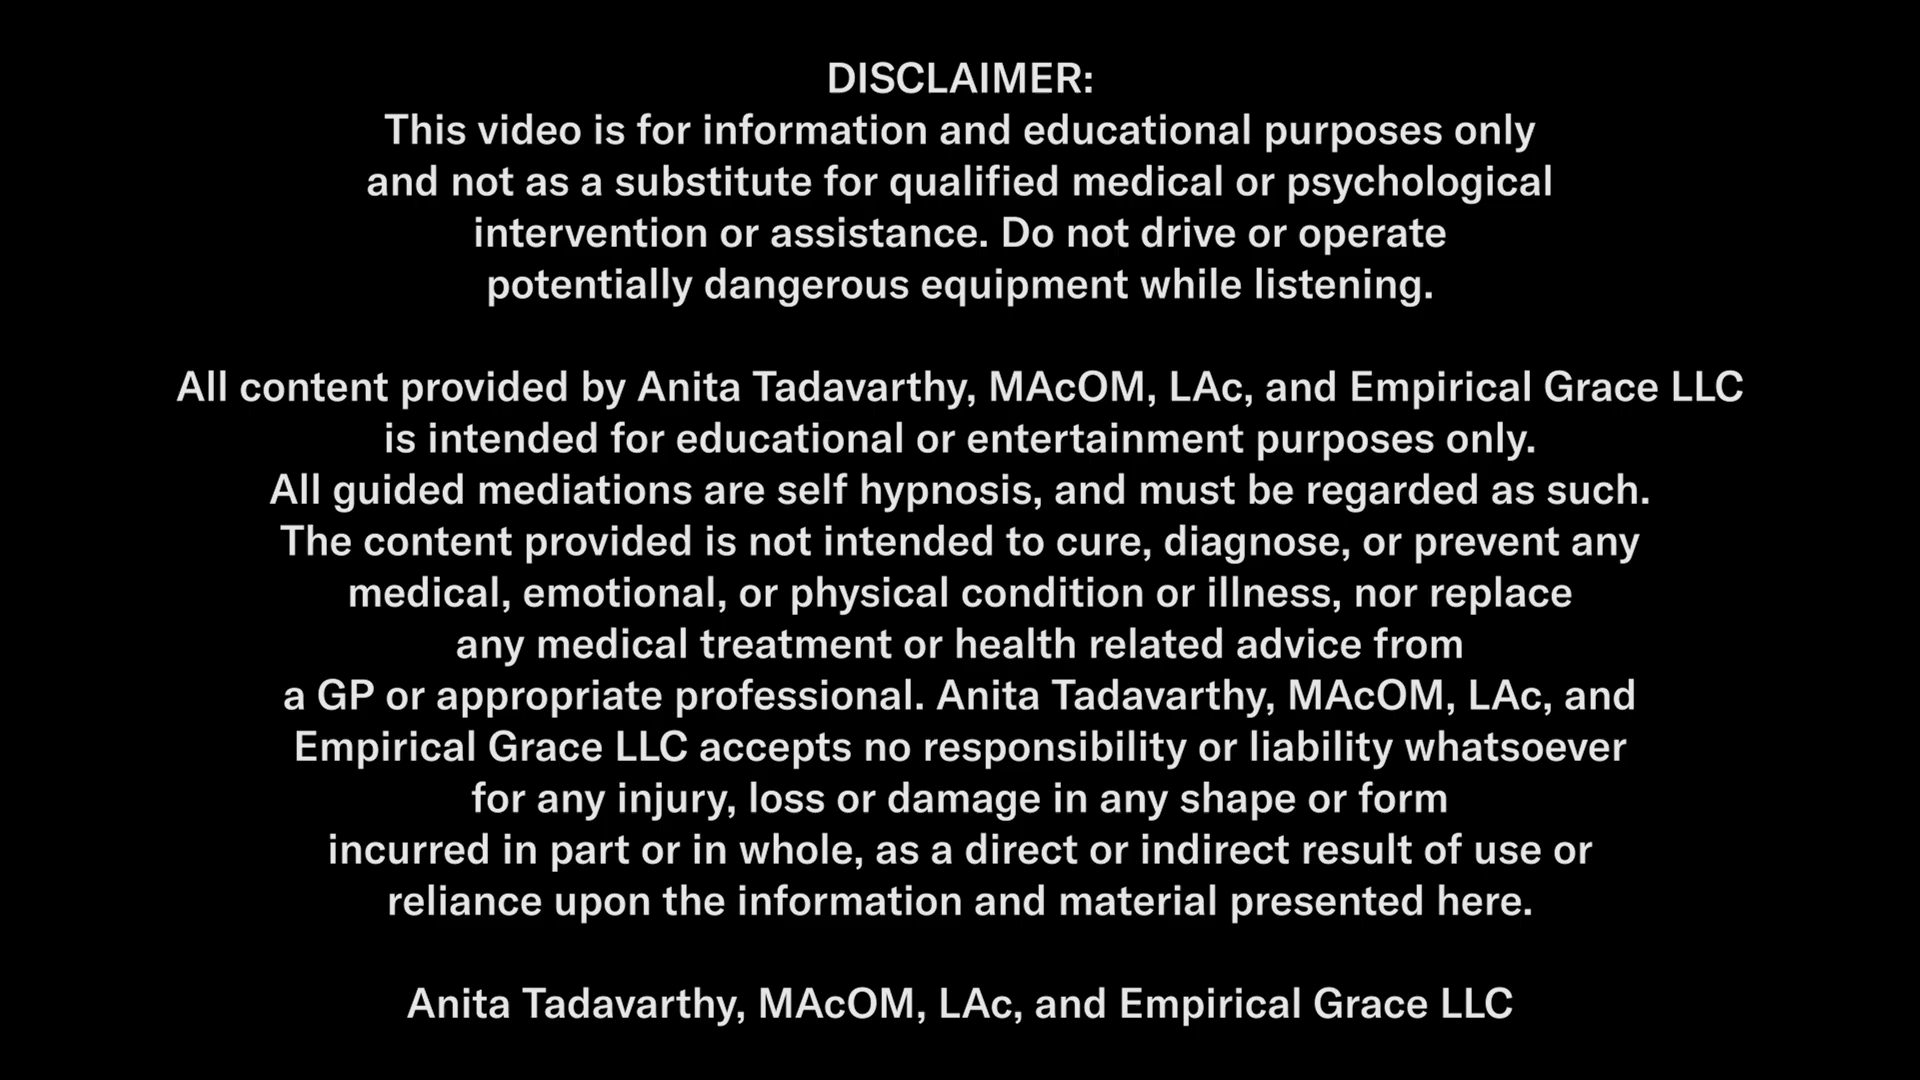 DISCLAIMER:
This video is for information and educational purposes only
and not as a substitute for qualified medical or psychological
intervention or assistance. Do not drive or operate
potentially dangerous equipment while listening.
All content provided by Anita Tadavarthy, MAcOM, LAc, and Empirical Grace LLC
is intended for educational or entertainment purposes only.
All guided mediations are self hypnosis, and must be regarded as such.
The content provided is not intended to cure, diagnose, or prevent any
medical, emotional, or physical condition or illness, nor replace
any medical treatment or health related advice from
a GP or appropriate professional. Anita Tadavarthy, MAcOM, LAc, and
Empirical Grace LLC accepts no responsibility or liability whatsoever
for any injury, loss or damage in any shape or form
incurred in part or in whole, as a direct or indirect result of use or
reliance upon the information and material presented here.
Anita Tadavarthy, MAcOM, LAc, and Empirical Grace LLC